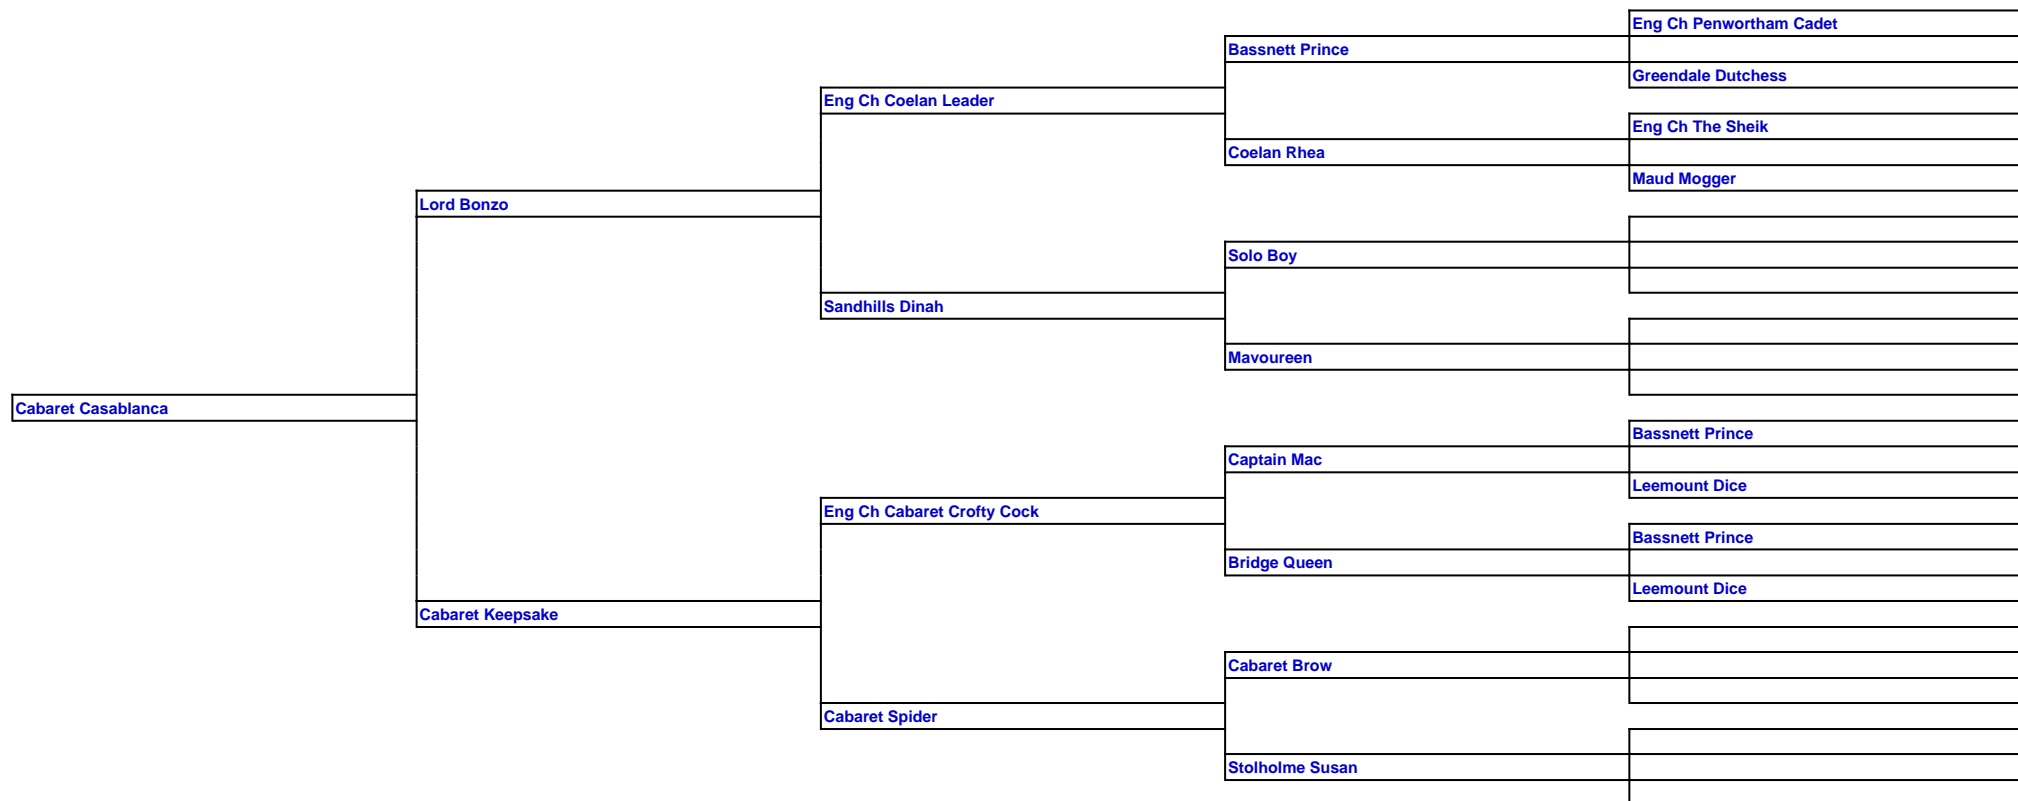 Eng Ch Penwortham Cadet
Bassnett Prince
Greendale Dutchess
Eng Ch Coelan Leader
Eng Ch The Sheik
Coelan Rhea
Maud Mogger
Lord Bonzo
Solo Boy
Sandhills Dinah
Mavoureen
Cabaret Casablanca
Bassnett Prince
Captain Mac
Leemount Dice
Eng Ch Cabaret Crofty Cock
Bassnett Prince
Bridge Queen
Leemount Dice
Cabaret Keepsake
Cabaret Brow
Cabaret Spider
Stolholme Susan